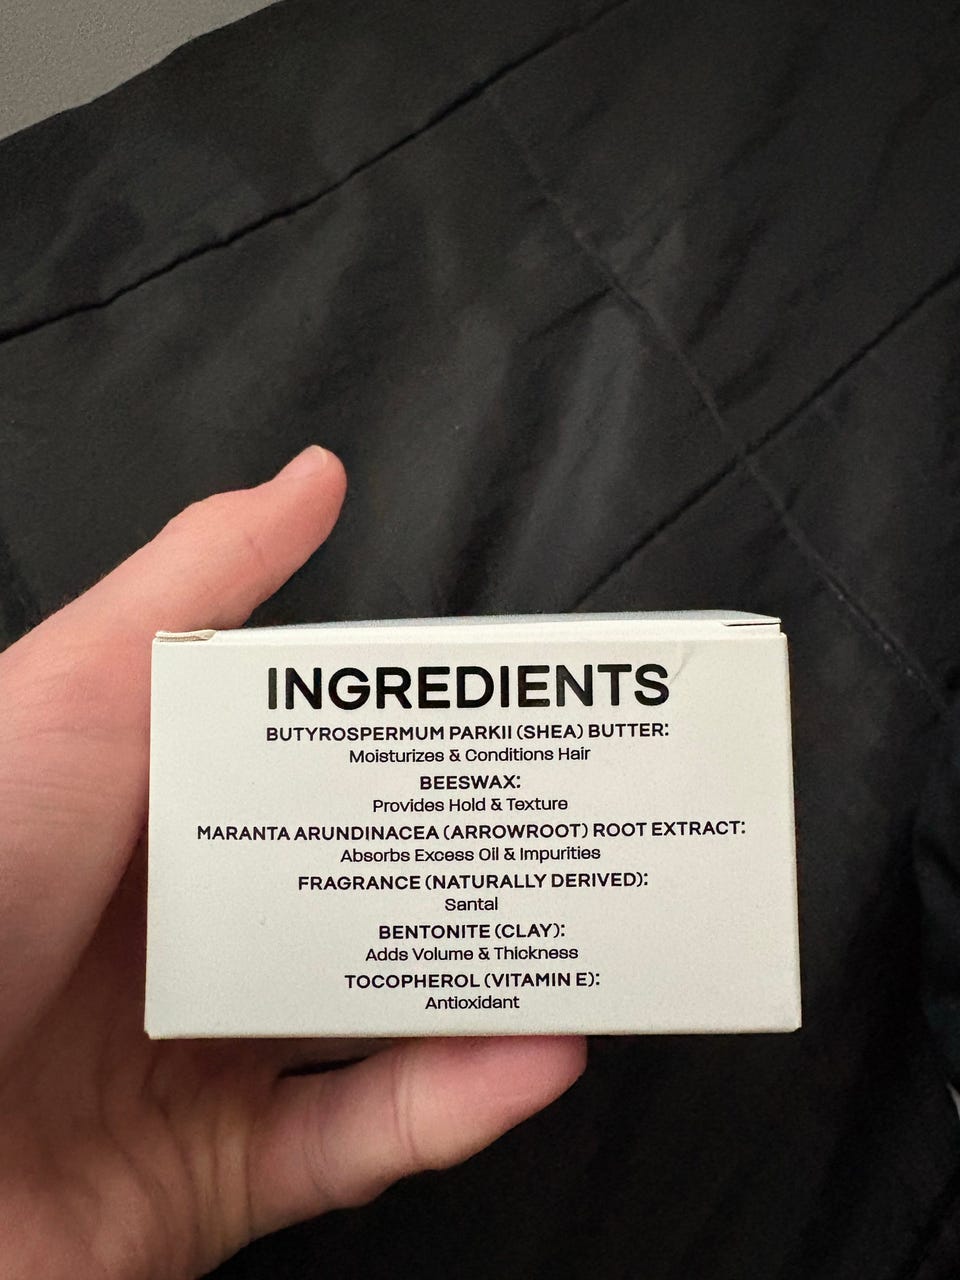 INGREDIENTS
BUTYROSPERMUM PARKII (SHEA) BUTTER:
Moisturizes & Conditions Hair
BEESWAX:
Provides Hold & Texture
MARANTA ARUNDINACEA (ARROWROOT) ROOT EXTRACT:
Absorbs Excess Oil & Impurities
FRAGRANCE (NATURALLY DERIVED):
Santal
BENTONITE (CLAY):
Adds Volume & Thickness
TOCOPHEROL (VITAMIN E):
Antioxidant